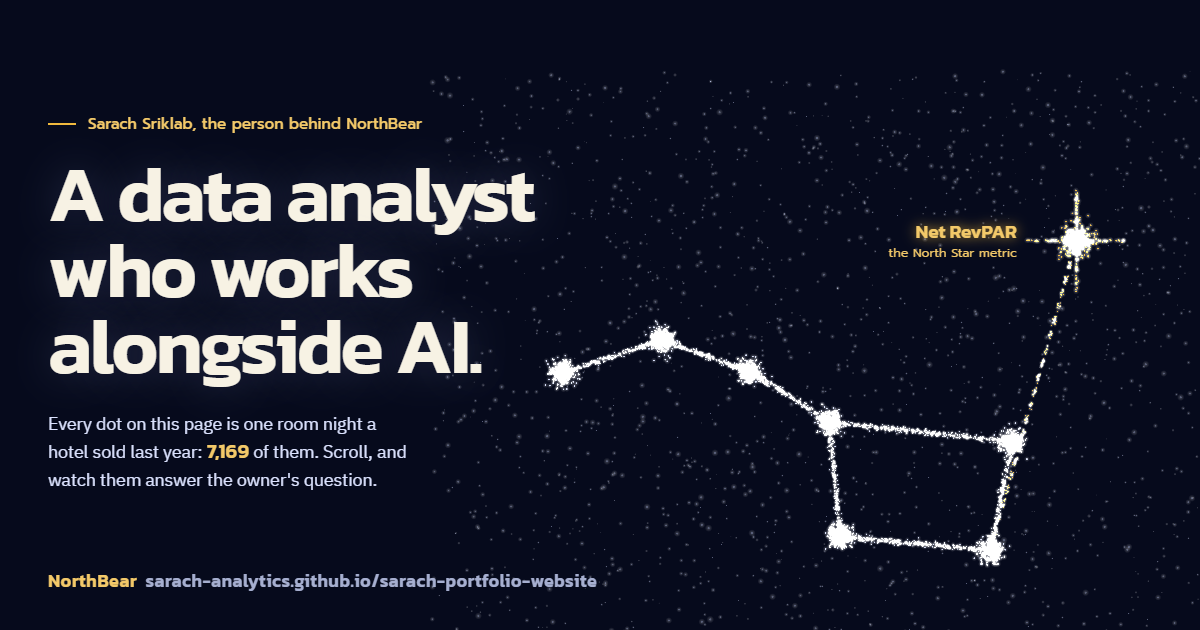 Sarach Sriklab, the person behind NorthBear
A data analyst
who works
alongside AI.
Every dot on this page is one room night a
hotel sold last year: 7,169 of them. Scroll, and
watch them answer the owner's question.
Net RevPAR
the North Star metric
NorthBear sarach-analytics.github.io/sarach-portfolio-website